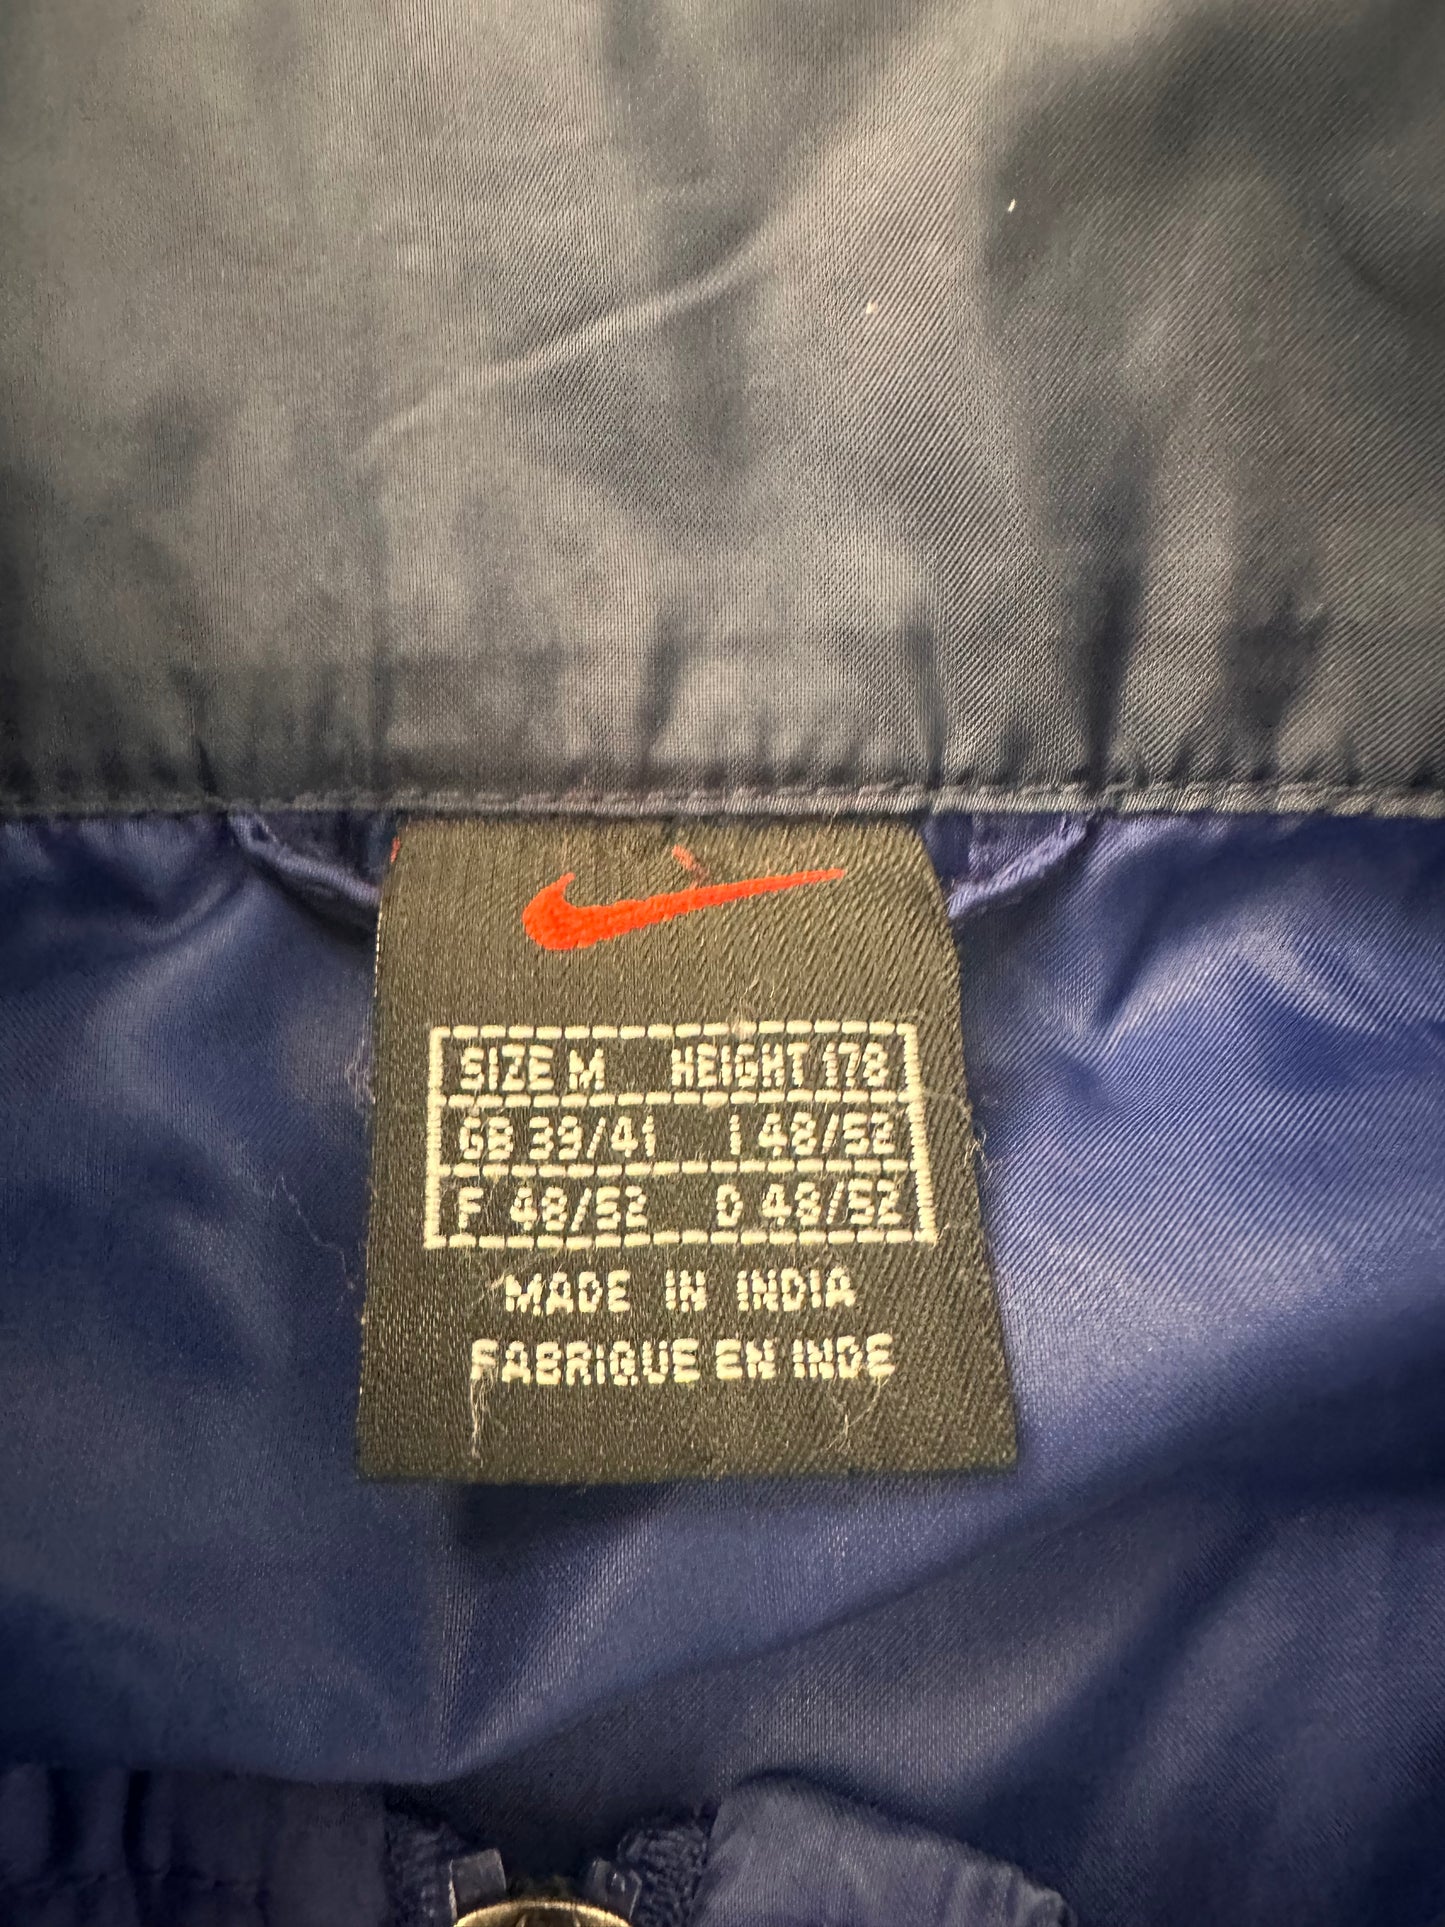 SIZE M HEIGHT 178
GB 39/41 I 48/52
F 48/52 D 48/52
MADE IN INDIA
FABRIQUE EN INDE